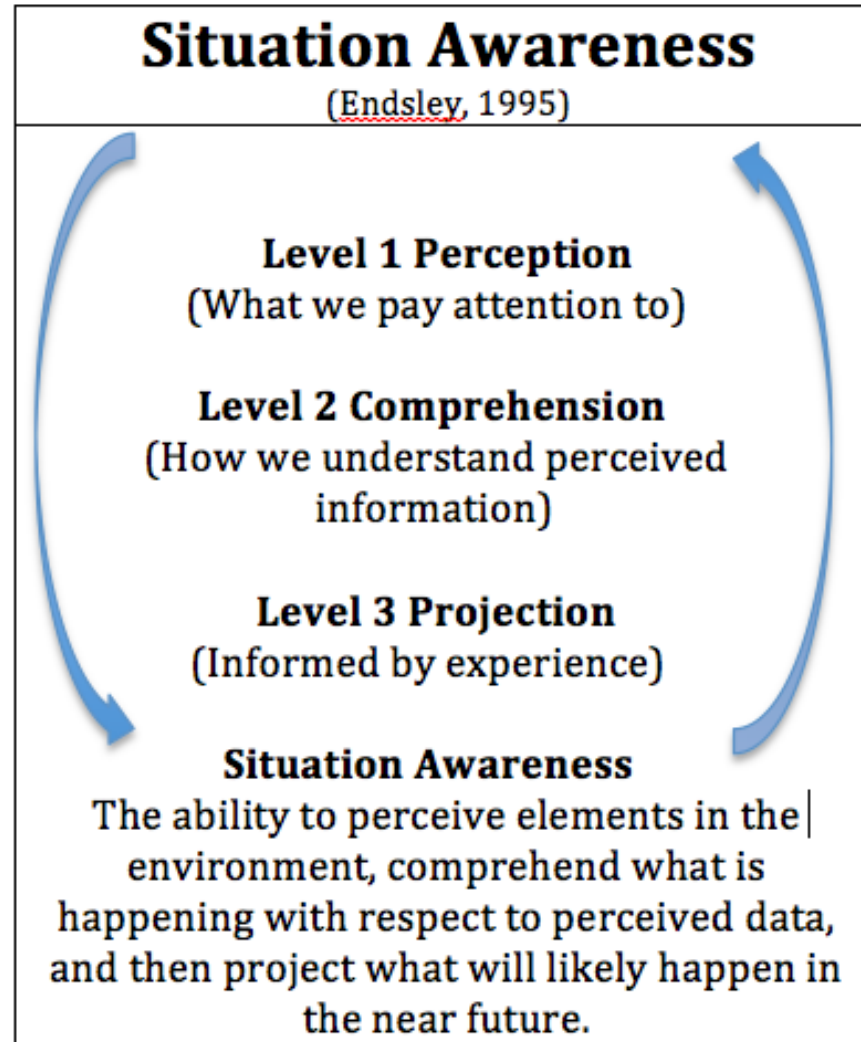 Situation Awareness
(Endsley, 1995)
Level 1 Perception
(What we pay attention to)
Level 2 Comprehension
(How we understand perceived
information)
Level 3 Projection
(Informed by experience)
Situation Awareness
The ability to perceive elements in the
environment, comprehend what is
happening with respect to perceived data,
and then project what will likely happen in
the near future.